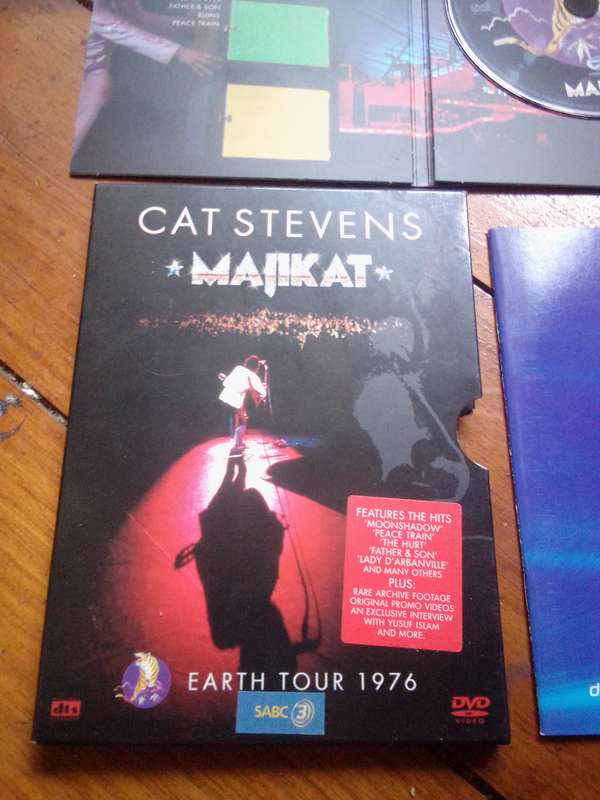 FATHER & SON
RUINS
PEACE TRAIN
MAJ
CAT STEVENS
MAJIKAT
FEATURES THE HITS
'MOONSHADOW'
'PEACE TRAIN'
'THE HURT'
'FATHER & SON'
'LADY D'ARBANVILLE'
AND MANY OTHERS
PLUS:
RARE ARCHIVE FOOTAGE
ORIGINAL PROMO VIDEOS
AN EXCLUSIVE INTERVIEW
WITH YUSUF ISLAM
AND MORE.
EARTH TOUR 1976
dts
SABC 3
DVD
VIDEO
d